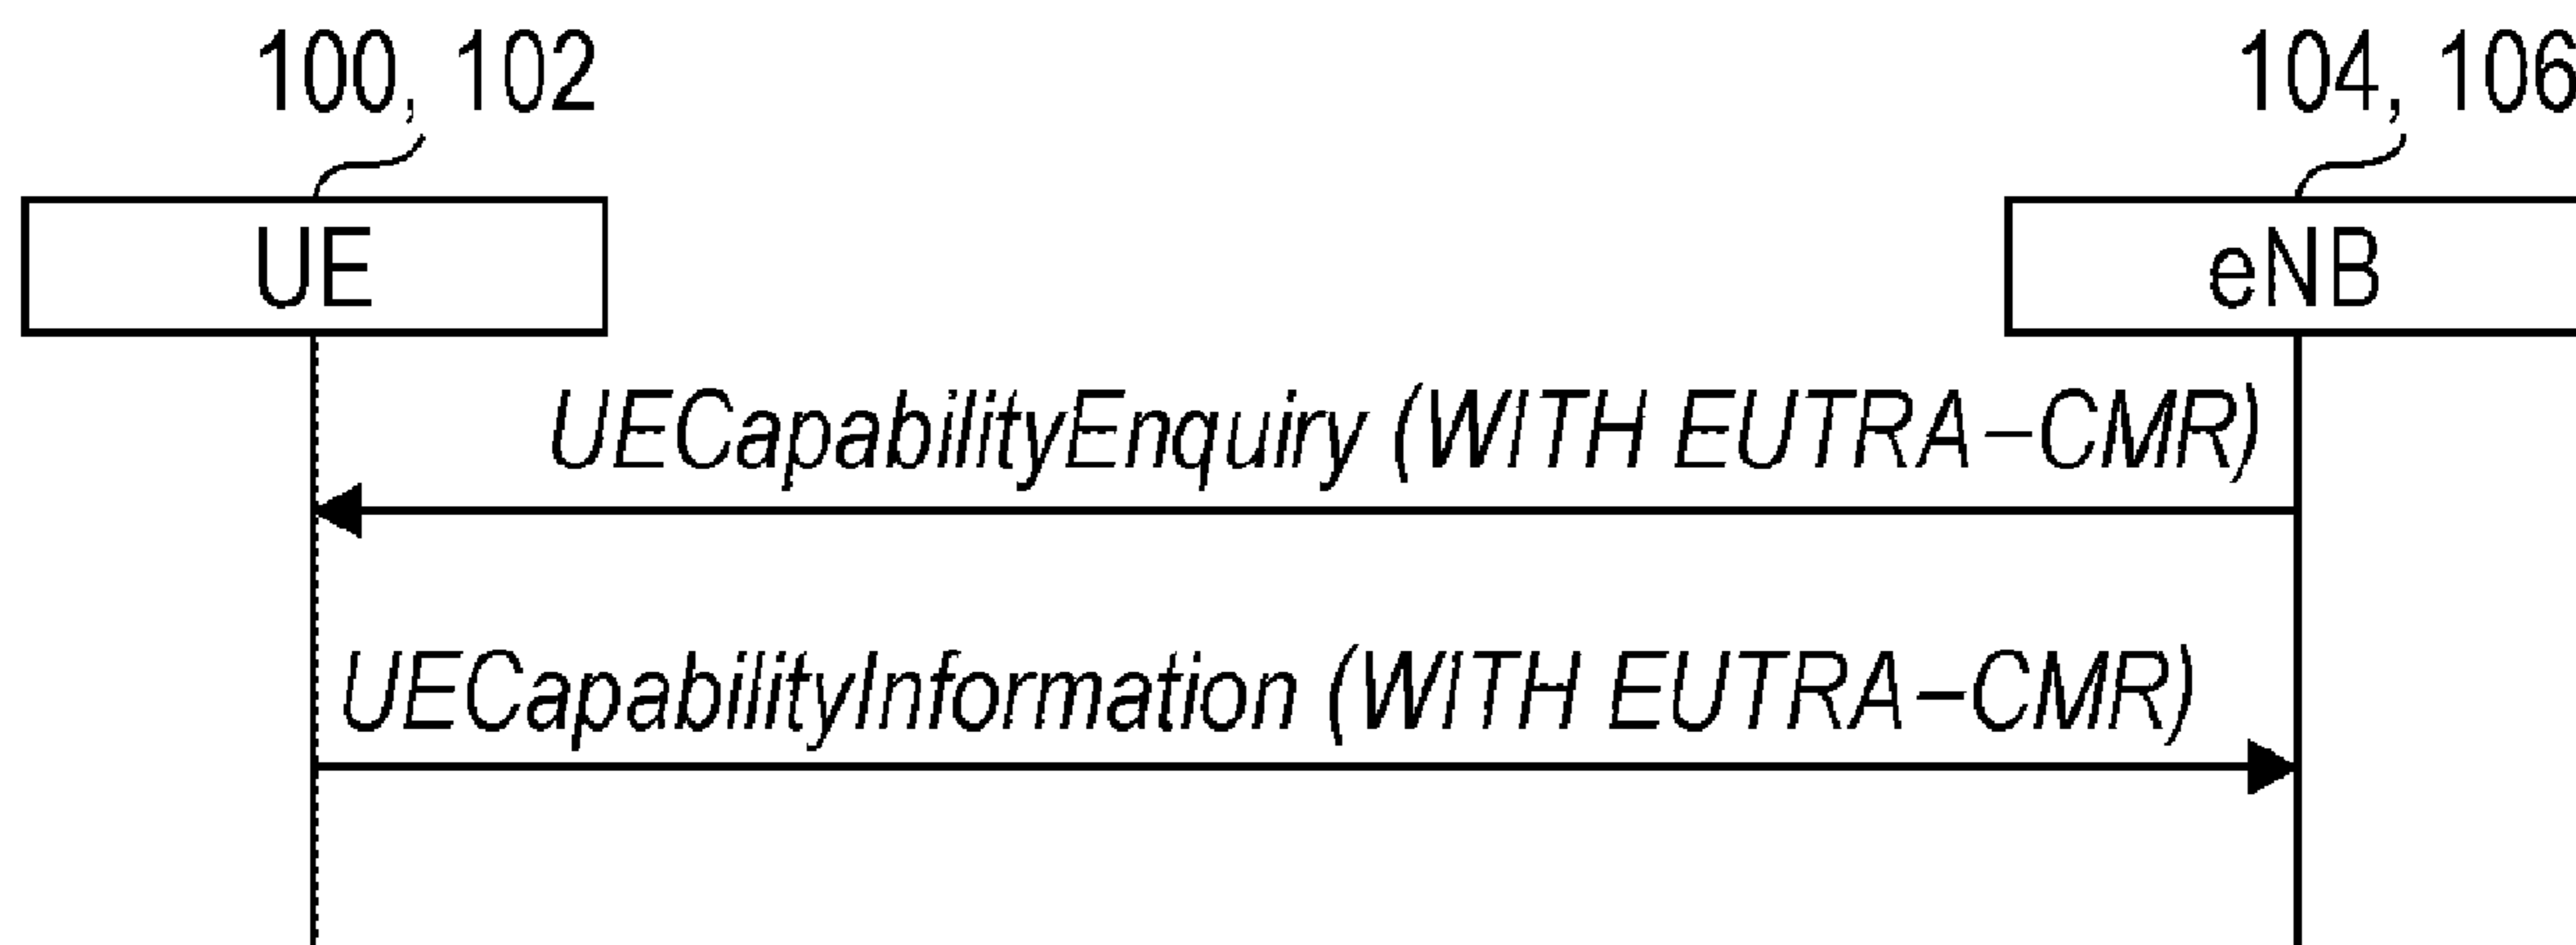 100, 102
104, 106
UE
eNB
UECapabilityEnquiry (WITH EUTRA–CMR)
UECapabilityInformation (WITH EUTRA–CMR)